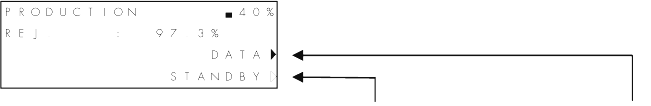 PRODUCTION ▄ 40%
REJ : 97 3%
DATA ▶
STANDBY ▷